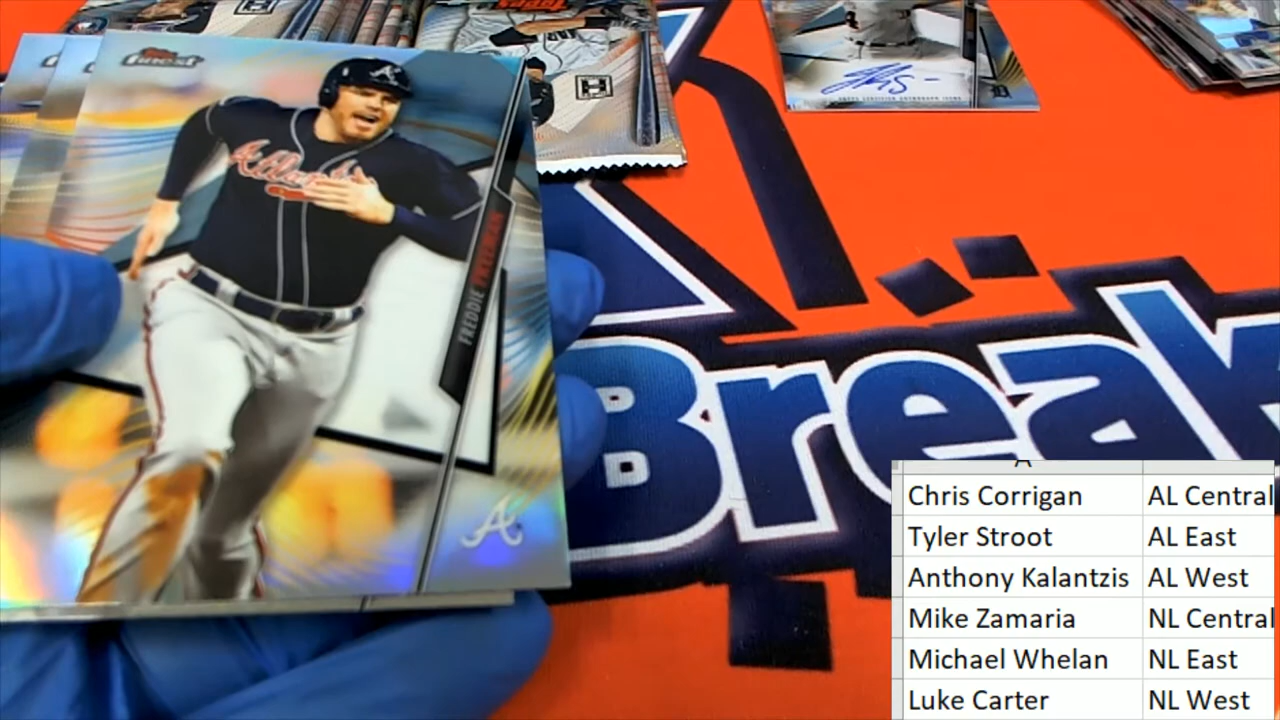 Finest
Atlanta
FREDDIE FREEMAN
A
Break
A
Chris Corrigan AL Central
Tyler Stroot AL East
Anthony Kalantzis AL West
Mike Zamaria NL Central
Michael Whelan NL East
Luke Carter NL West